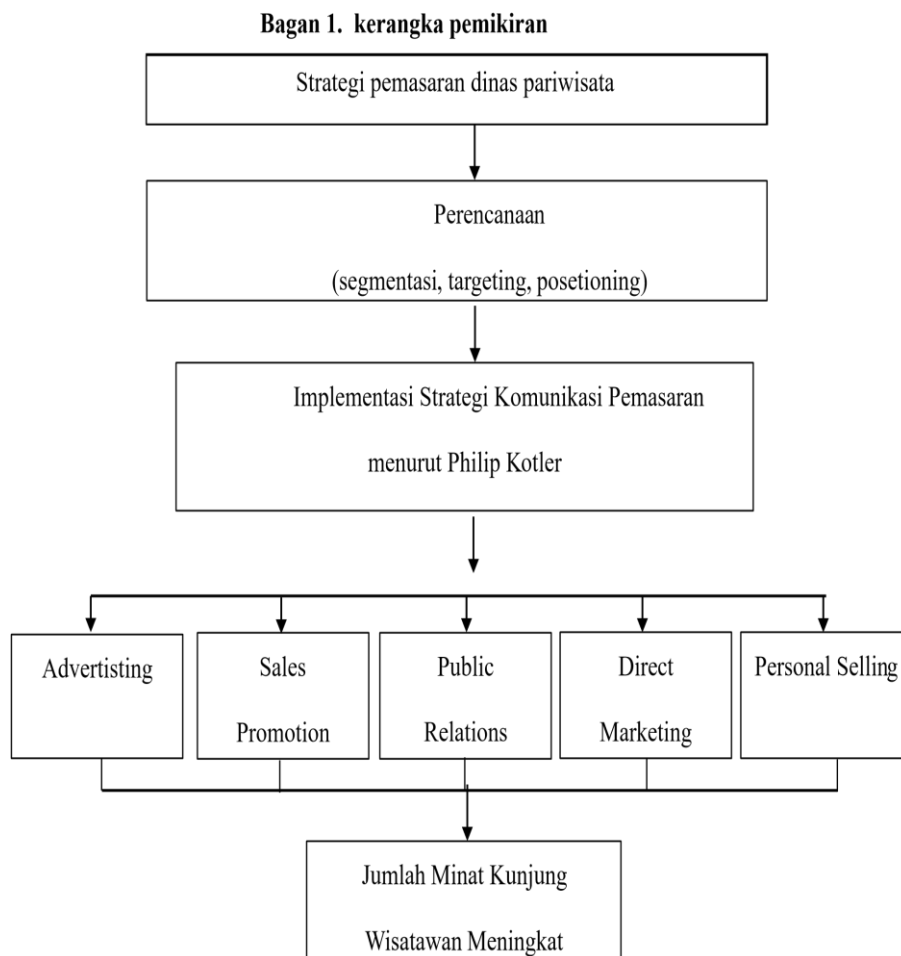 Bagan 1. kerangka pemikiran
Strategi pemasaran dinas pariwisata
Perencanaan
(segmentasi, targeting, posetioning)
Implementasi Strategi Komunikasi Pemasaran
menurut Philip Kotler
Advertisting
Sales
Promotion
Public
Relations
Direct
Marketing
Personal Selling
Jumlah Minat Kunjung
Wisatawan Meningkat